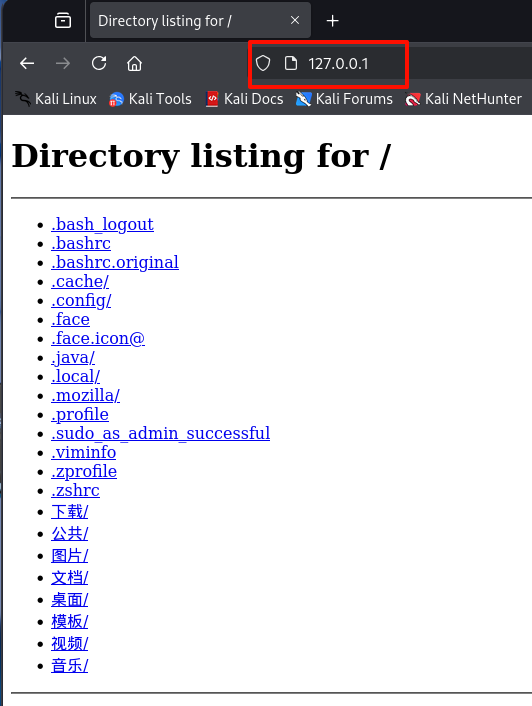 Directory listing for /
127.0.0.1
Kali Linux Kali Tools Kali Docs Kali Forums Kali NetHunter
Directory listing for /
.bash_logout
.bashrc
.bashrc.original
.cache/
.config/
.face
.face.icon@
.java/
.local/
.mozilla/
.profile
.sudo_as_admin_successful
.viminfo
.zprofile
.zshrc
下载/
公共/
图片/
文档/
桌面/
模板/
视频/
音乐/